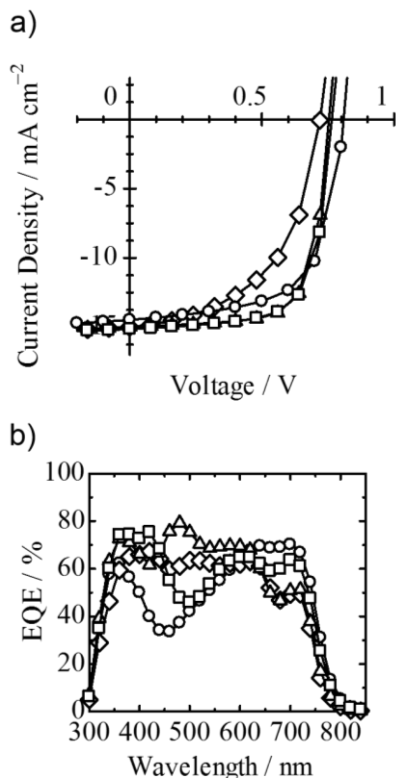 a)
0 0.5 1
-5
-10
Current Density / mA cm⁻²
Voltage / V
b)
100
80
60
40
20
0
EQE / %
300 400 500 600 700 800
Wavelength / nm